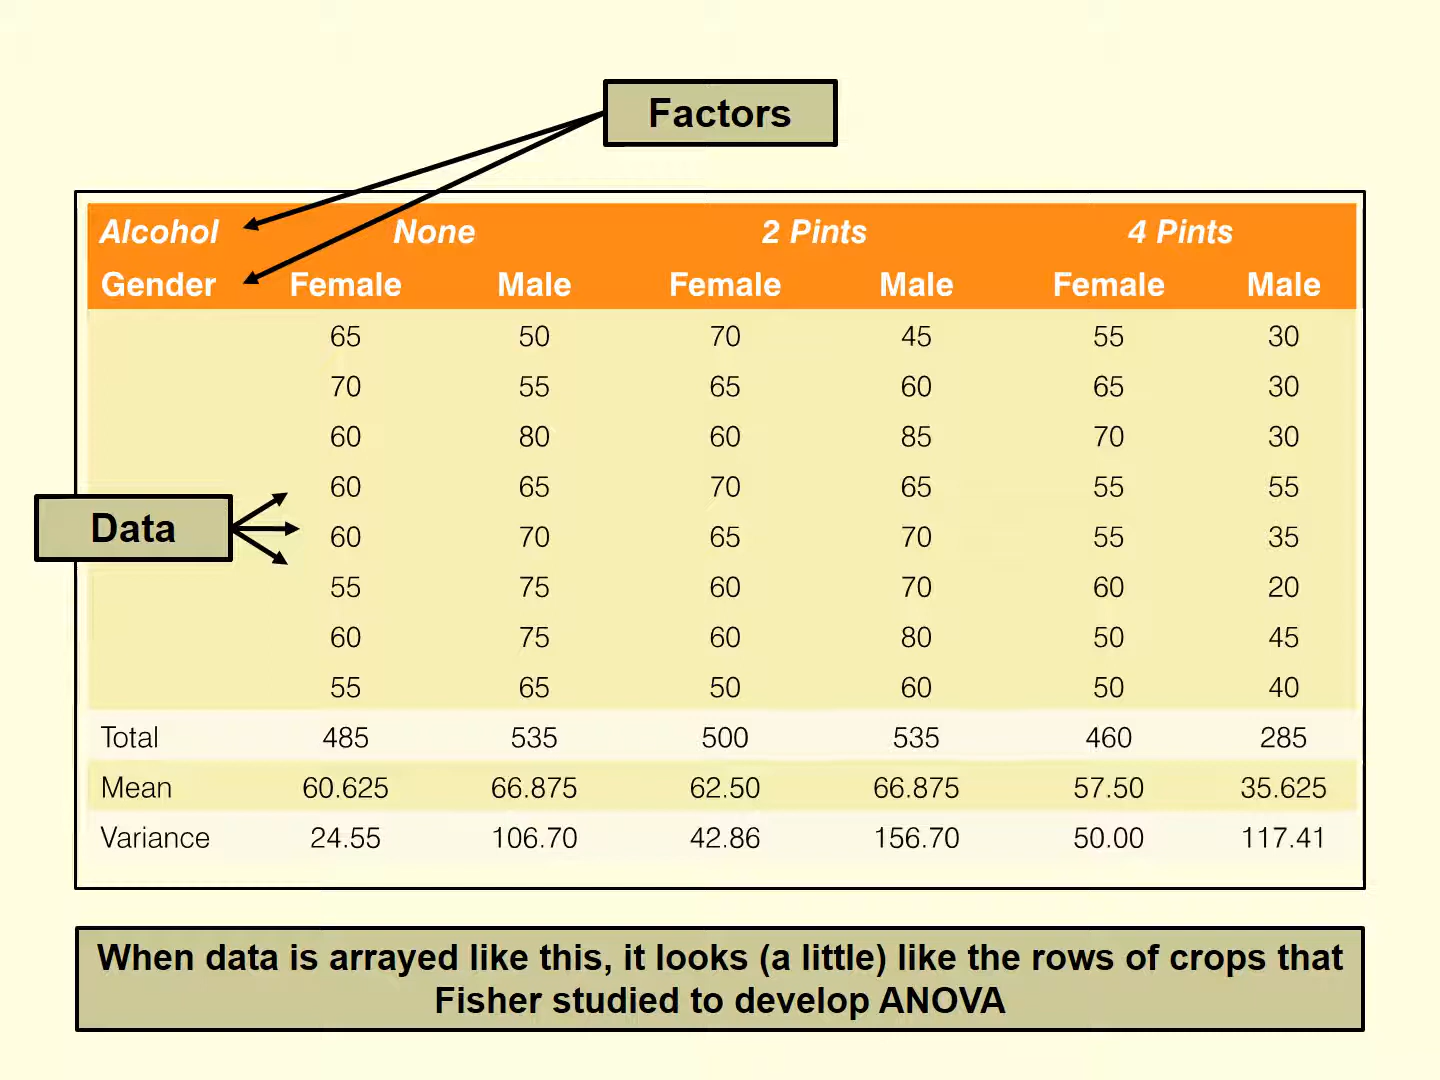 Factors
Alcohol None 2 Pints 4 Pints
Gender Female Male Female Male Female Male
65 50 70 45 55 30
70 55 65 60 65 30
60 80 60 85 70 30
60 65 70 65 55 55
Data
60 70 65 70 55 35
55 75 60 70 60 20
60 75 60 80 50 45
55 65 50 60 50 40
Total 485 535 500 535 460 285
Mean 60.625 66.875 62.50 66.875 57.50 35.625
Variance 24.55 106.70 42.86 156.70 50.00 117.41
When data is arrayed like this, it looks (a little) like the rows of crops that
Fisher studied to develop ANOVA